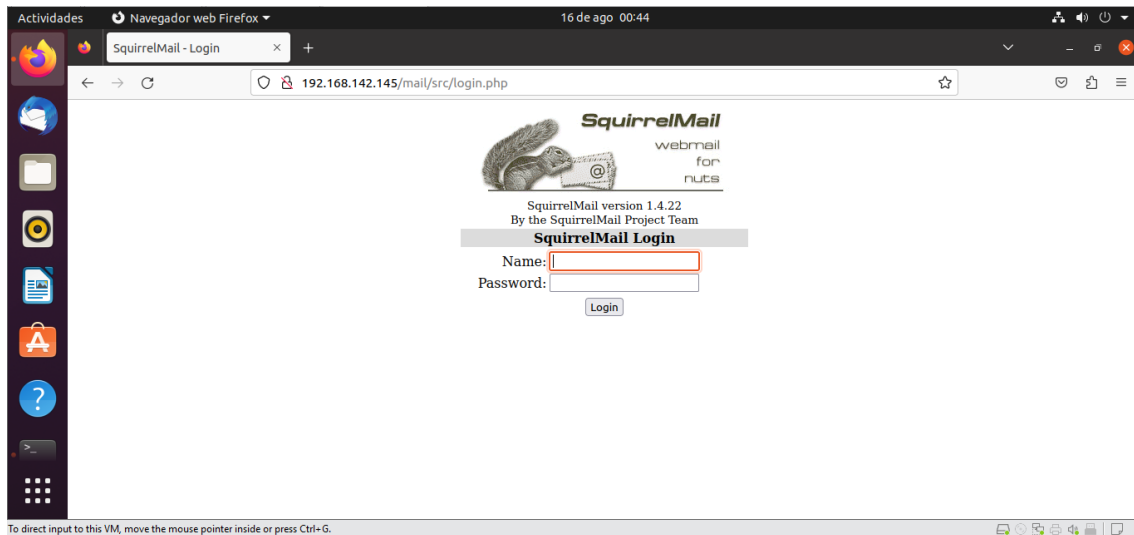 Actividades
Navegador web Firefox
16 de ago 00:44
SquirrelMail - Login
192.168.142.145/mail/src/login.php
SquirrelMail
webmail
for
nuts
@
SquirrelMail version 1.4.22
By the SquirrelMail Project Team
SquirrelMail Login
Name:
Password:
Login
To direct input to this VM, move the mouse pointer inside or press Ctrl+G.